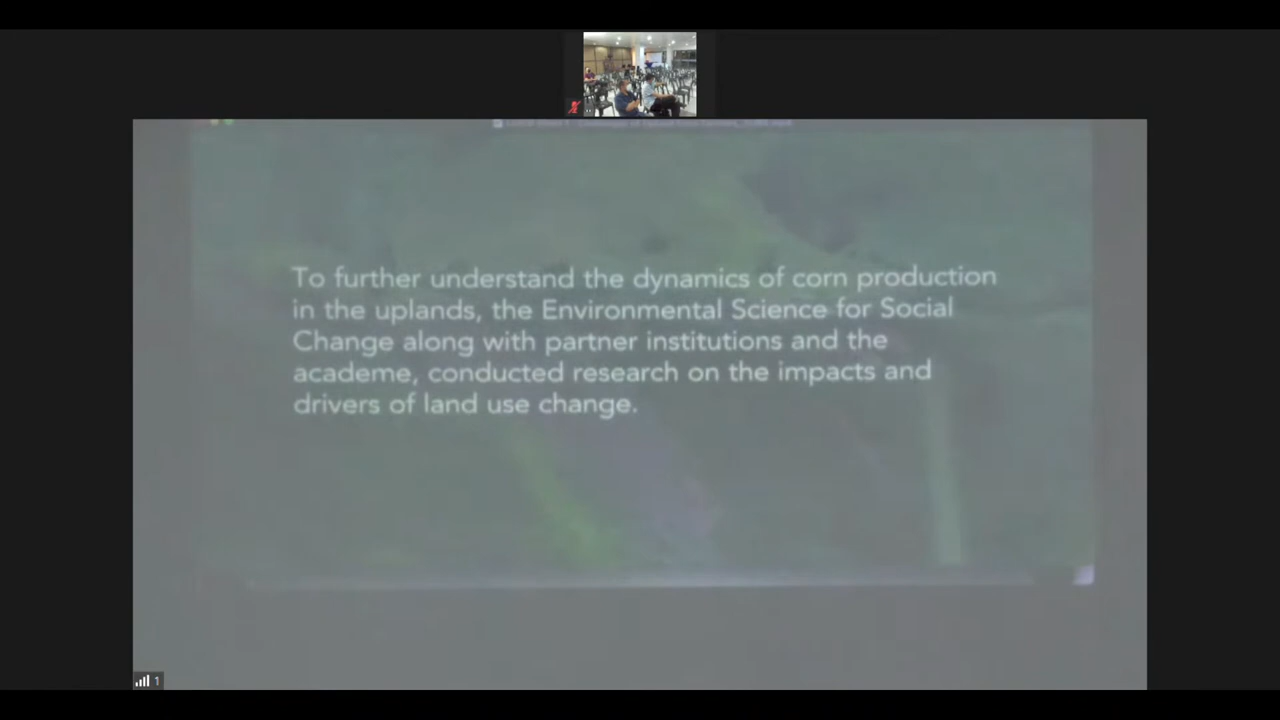 To further understand the dynamics of corn production
in the uplands, the Environmental Science for Social
Change along with partner institutions and the
academe, conducted research on the impacts and
drivers of land use change.
1